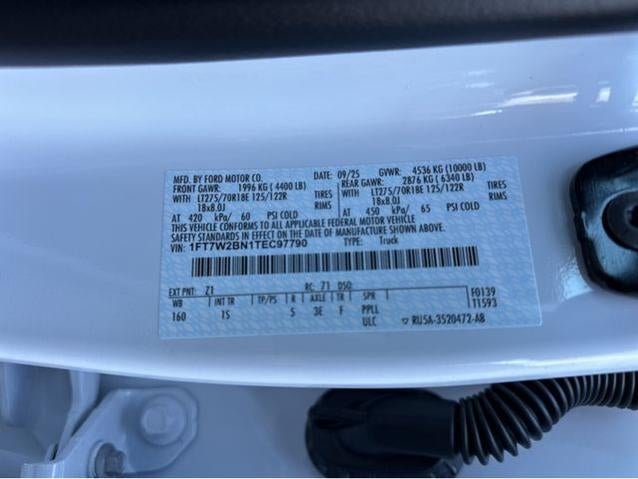 MFD. BY FORD MOTOR CO. DATE: 09/25 GVWR: 4536 KG (10000 LB)
FRONT GAWR: 1996 KG (4400 LB) REAR GAWR: 2876 KG (6340 LB)
WITH LT275/70R18E 125/122R TIRES WITH LT275/70R18E 125/122R TIRES
18x8.0J RIMS 18x8.0J RIMS
AT 420 kPa/ 60 PSI COLD AT 450 kPa/ 65 PSI COLD
THIS VEHICLE CONFORMS TO ALL APPLICABLE FEDERAL MOTOR VEHICLE
SAFETY STANDARDS IN EFFECT ON THE DATE OF MANUFACTURE SHOWN ABOVE.
VIN: 1FT7W2BN1TEC97790 TYPE: Truck
EXT PNT: Z1 RC: 71 DSO:
WB INT TR TP/PS R AXLE TR SPR F0139
160 1S 5 3E F PPLL T1593
ULC ▽ RU5A-3520472-AB